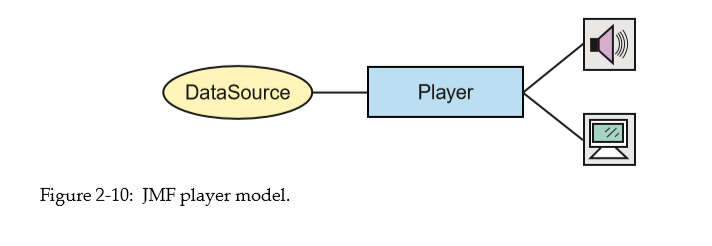 DataSource
Player
Figure 2-10: JMF player model.